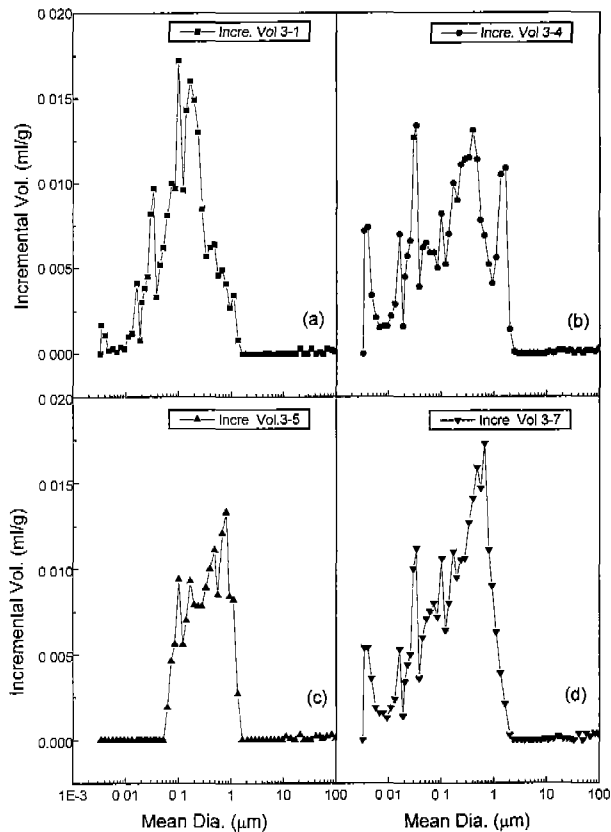 0.020
0.015
0.010
0.005
0.000
Incremental Vol. (ml/g)
Incre. Vol 3-1
(a)
Incre. Vol 3-4
(b)
0.020
0 015
0 010
0.005
0.000
Incremental Vol. (ml/g)
Incre Vol.3-5
(c)
Incre Vol 3-7
(d)
1E-3 0 01 0 1 1 10 100
0 01 0 1 1 10 100
Mean Dia. (μm)
Mean Dia. (μm)